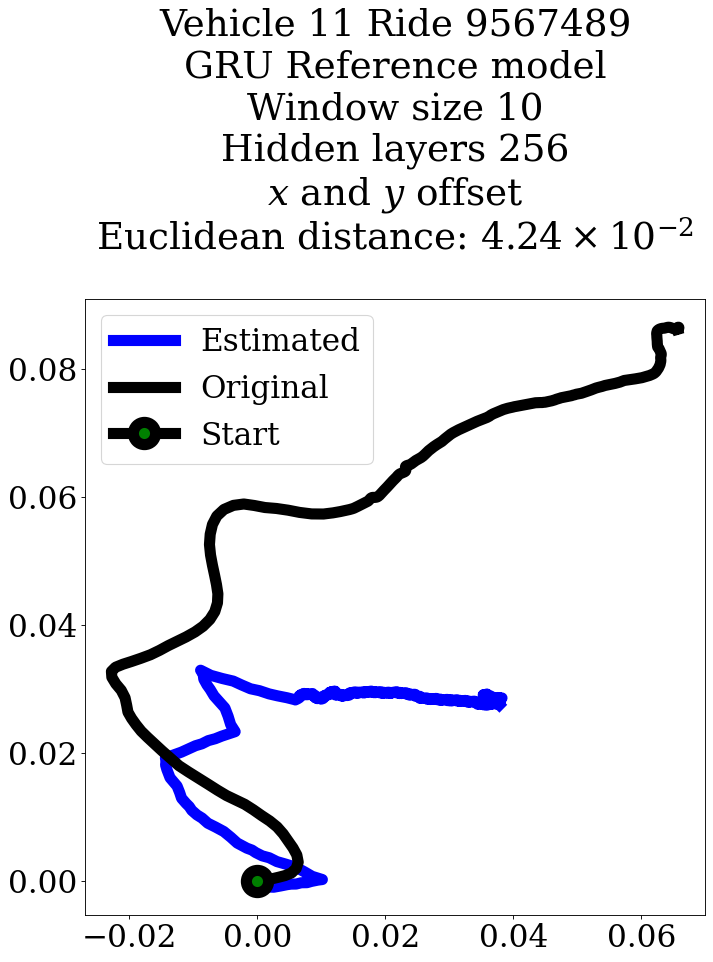 Vehicle 11 Ride 9567489
GRU Reference model
Window size 10
Hidden layers 256
x and y offset
Euclidean distance: 4.24 × 10⁻²
Estimated
Original
Start
0.08
0.06
0.04
0.02
0.00
−0.02 0.00 0.02 0.04 0.06